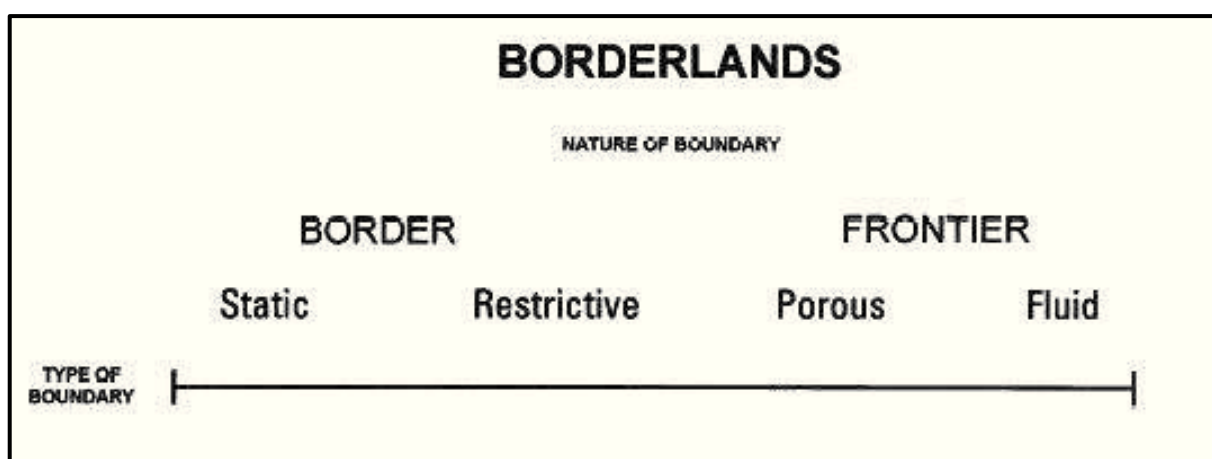 BORDERLANDS
NATURE OF BOUNDARY
BORDER FRONTIER
Static Restrictive Porous Fluid
TYPE OF
BOUNDARY